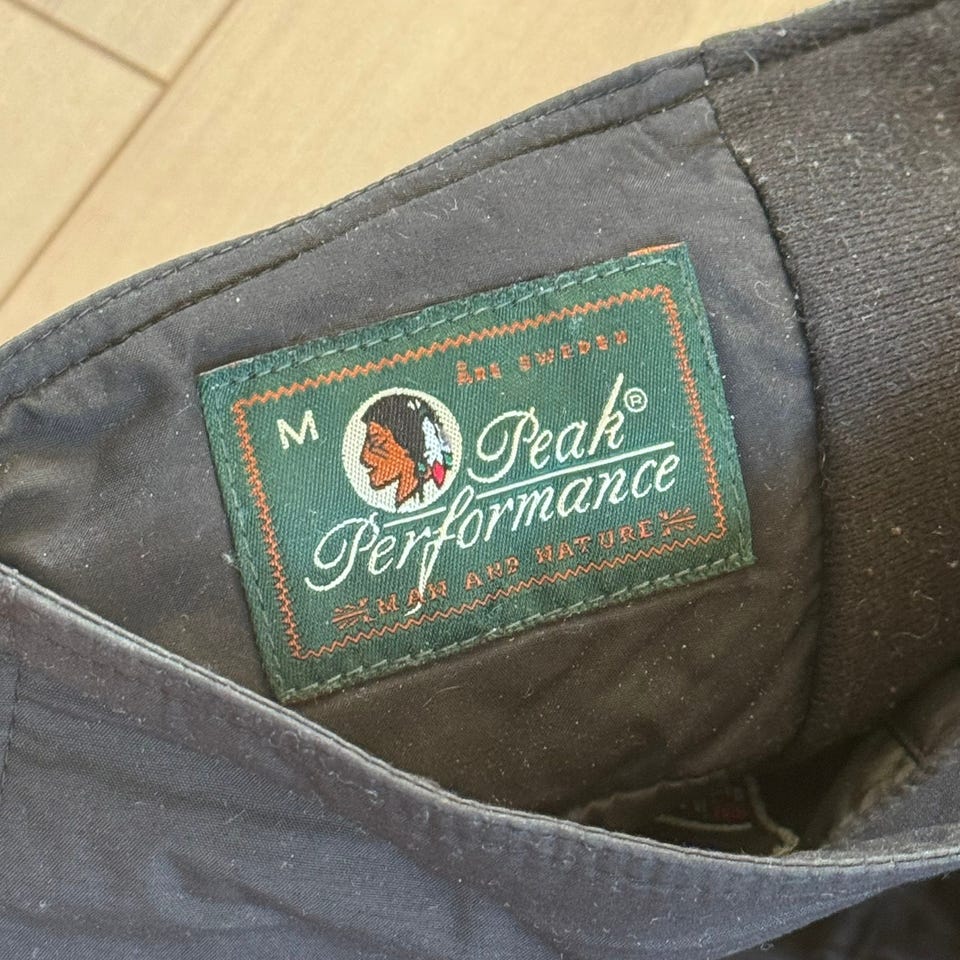 ÅRE SWEDEN
M
Peak®
Performance
MAN AND NATURE